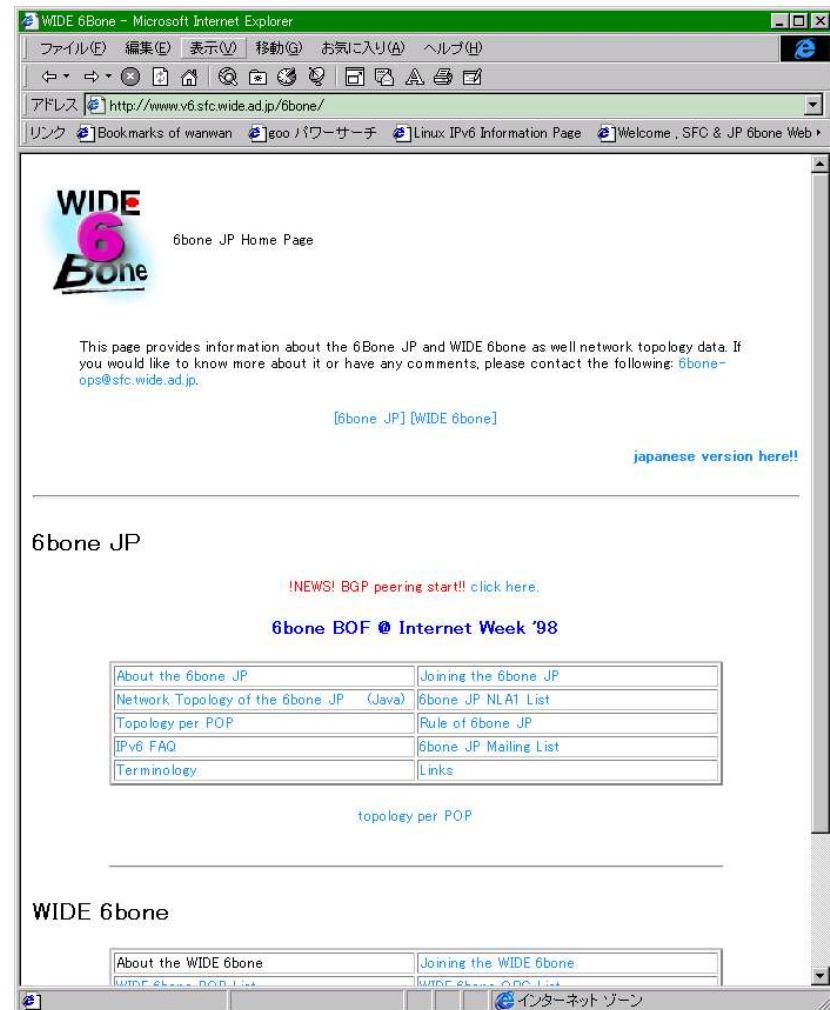 WIDE 6Bone - Microsoft Internet Explorer
ファイル(F) 編集(E) 表示(V) 移動(G) お気に入り(A) ヘルプ(H)
アドレス http://www.v6.sfc.wide.ad.jp/6bone/
リンク Bookmarks of wanwan goo パワーサーチ Linux IPv6 Information Page Welcome , SFC & JP 6bone Web
WIDE
6
Bone
6bone JP Home Page
This page provides information about the 6Bone JP and WIDE 6bone as well network topology data. If
you would like to know more about it or have any comments, please contact the following: 6bone-
ops@sfc.wide.ad.jp.
[6bone JP] [WIDE 6bone]
japanese version here!!
6bone JP
!NEWS! BGP peering start!! click here.
6bone BOF @ Internet Week '98
About the 6bone JP Joining the 6bone JP
Network Topology of the 6bone JP (Java) 6bone JP NLA1 List
Topology per POP Rule of 6bone JP
IPv6 FAQ 6bone JP Mailing List
Terminology Links
topology per POP
WIDE 6bone
About the WIDE 6bone Joining the WIDE 6bone
WIDE 6bone POP List WIDE 6bone List
インターネット ゾーン